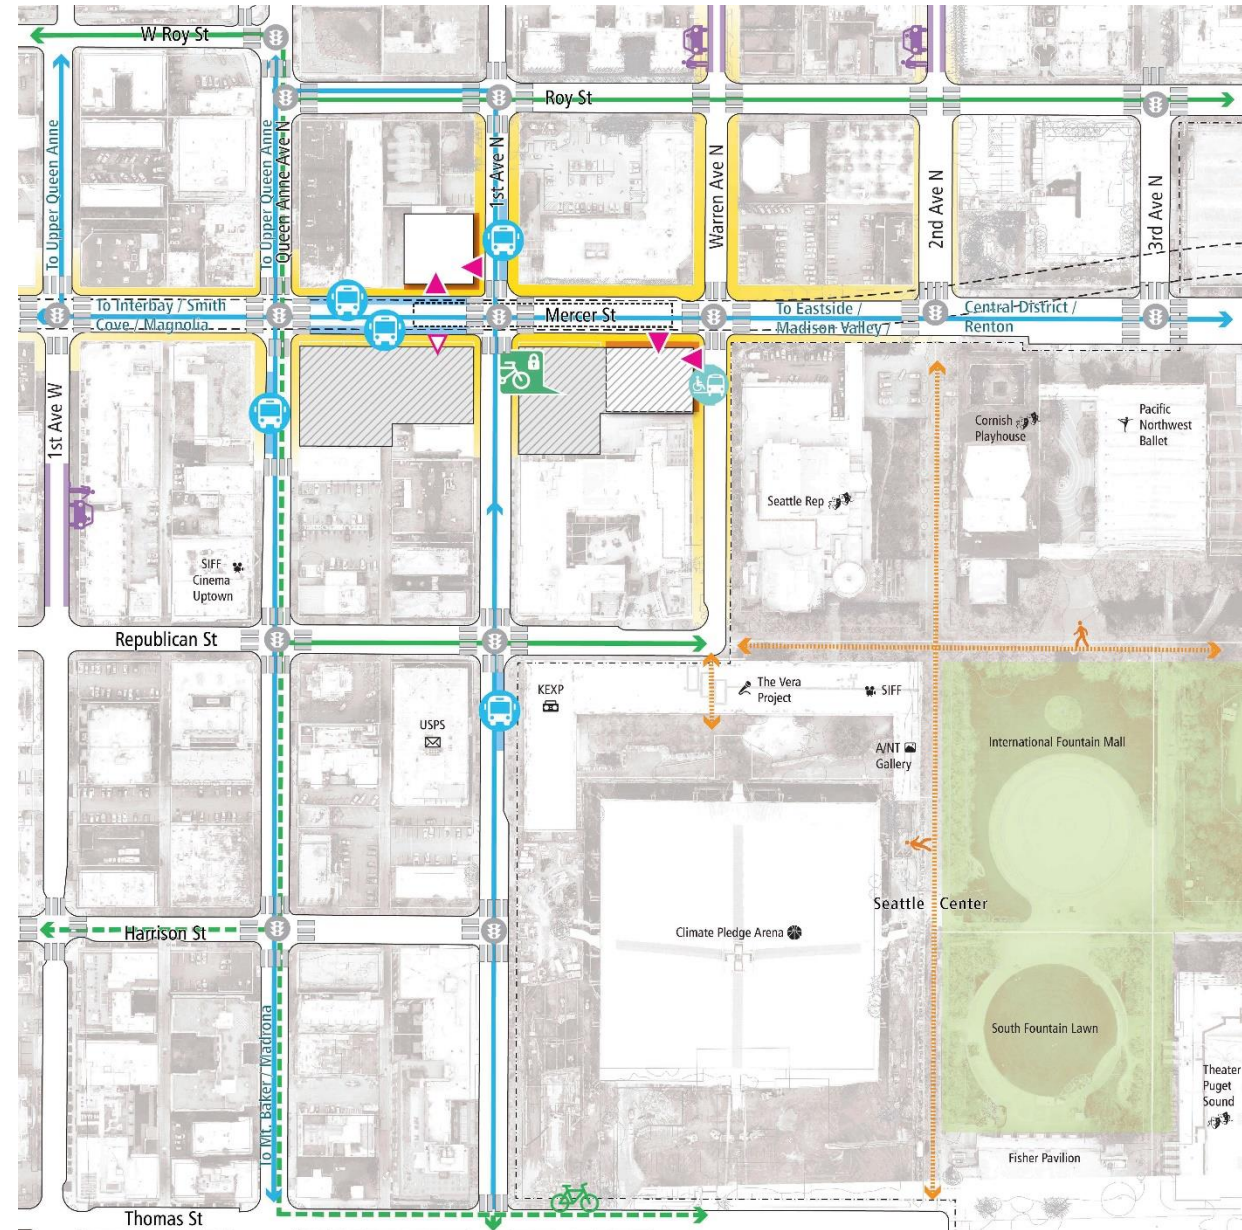 W Roy St
Roy St
To Upper Queen Anne
To Upper Queen Anne
Queen Anne Ave N
1st Ave N
Warren Ave N
2nd Ave N
3rd Ave N
To Interbay / Smith
Cove / Magnolia
Mercer St
To Eastside /
Madison Valley /
Central District /
Renton
1st Ave W
Cornish
Playhouse
Pacific
Northwest
Ballet
Seattle Rep
SIFF
Cinema
Uptown
Republican St
KEXP
The Vera
Project
SIFF
USPS
A/NT
Gallery
International Fountain Mall
Seattle Center
Harrison St
Climate Pledge Arena
South Fountain Lawn
To Mt. Baker / Madrona
Theater
Puget
Sound
Fisher Pavilion
Thomas St